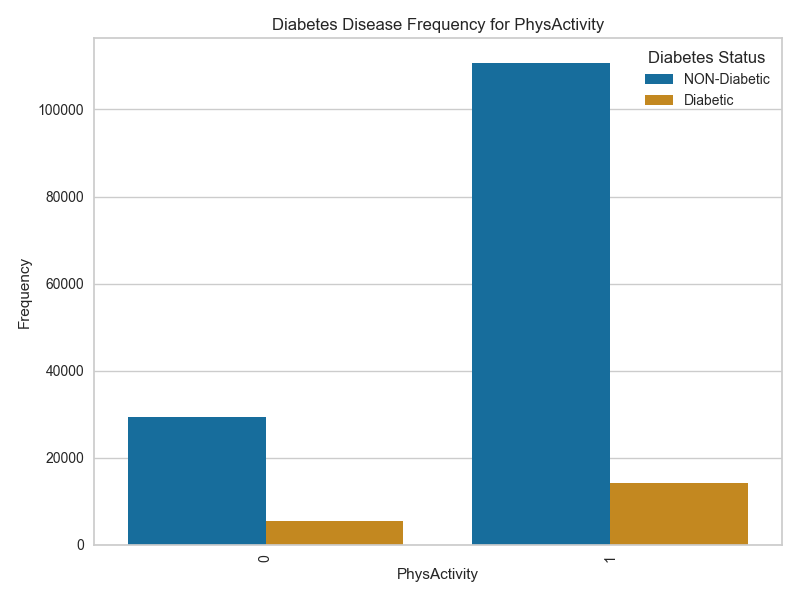 Diabetes Disease Frequency for PhysActivity
Diabetes Status
NON-Diabetic
Diabetic
Frequency
100000
80000
60000
40000
20000
0
0
1
PhysActivity